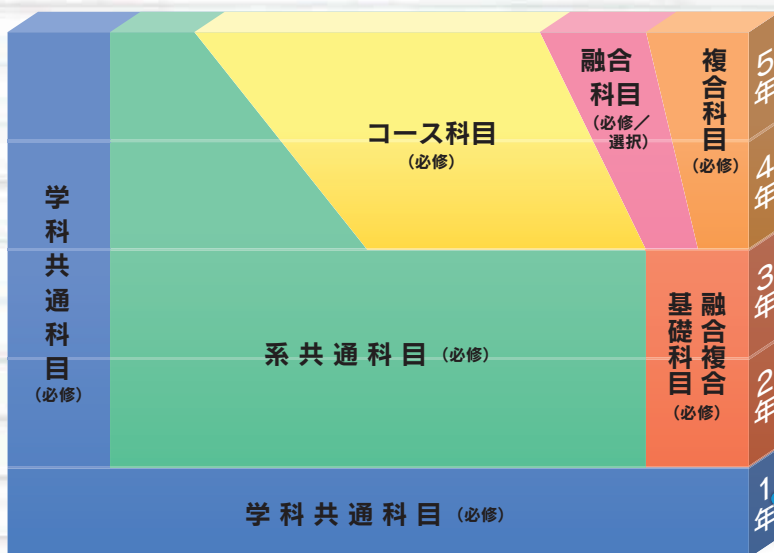 学科共通科目
(必修)
コース科目
(必修)
融合
科目
(必修/
選択)
複合科目
(必修)
系共通科目(必修)
融合複合
基礎科目
(必修)
学科共通科目(必修)
5年
4年
3年
2年
1年